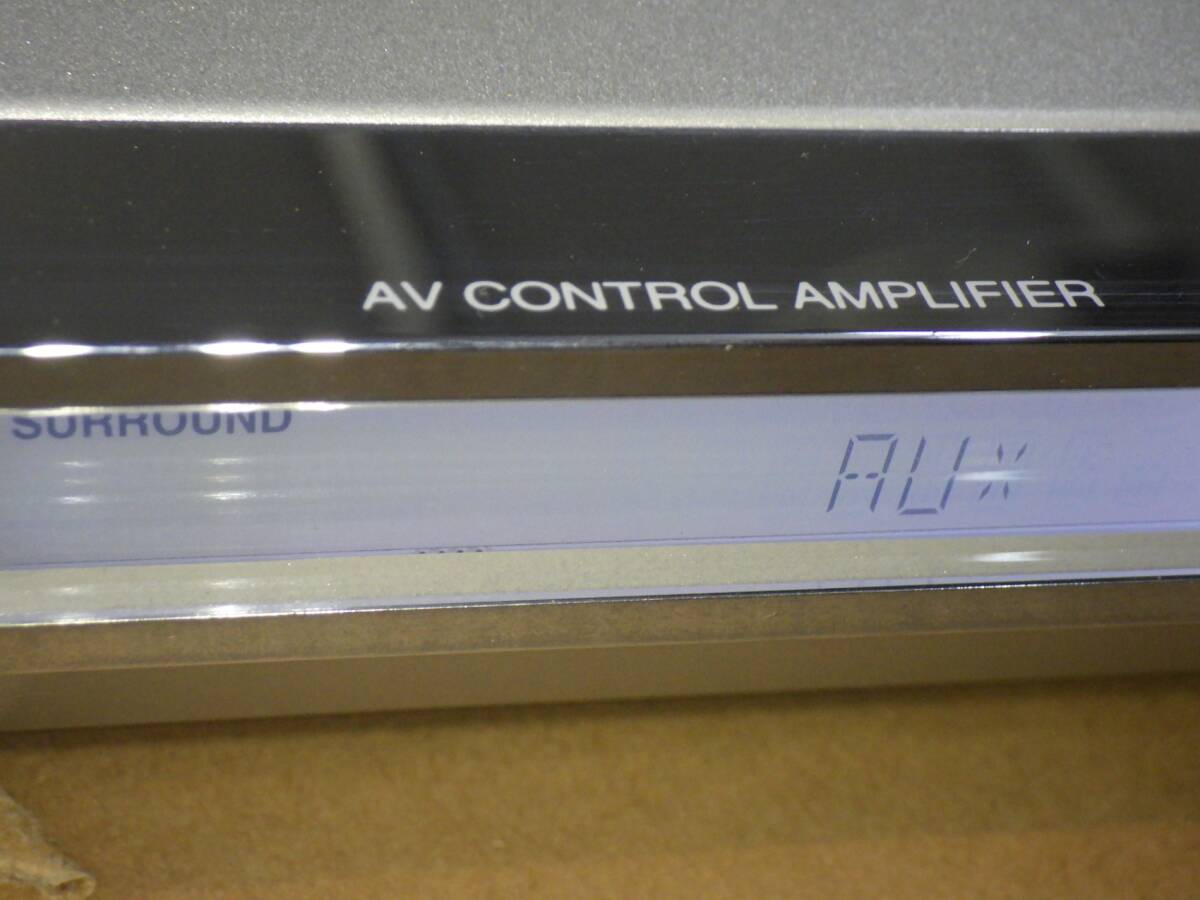 AV CONTROL AMPLIFIER
SURROUND
AUX